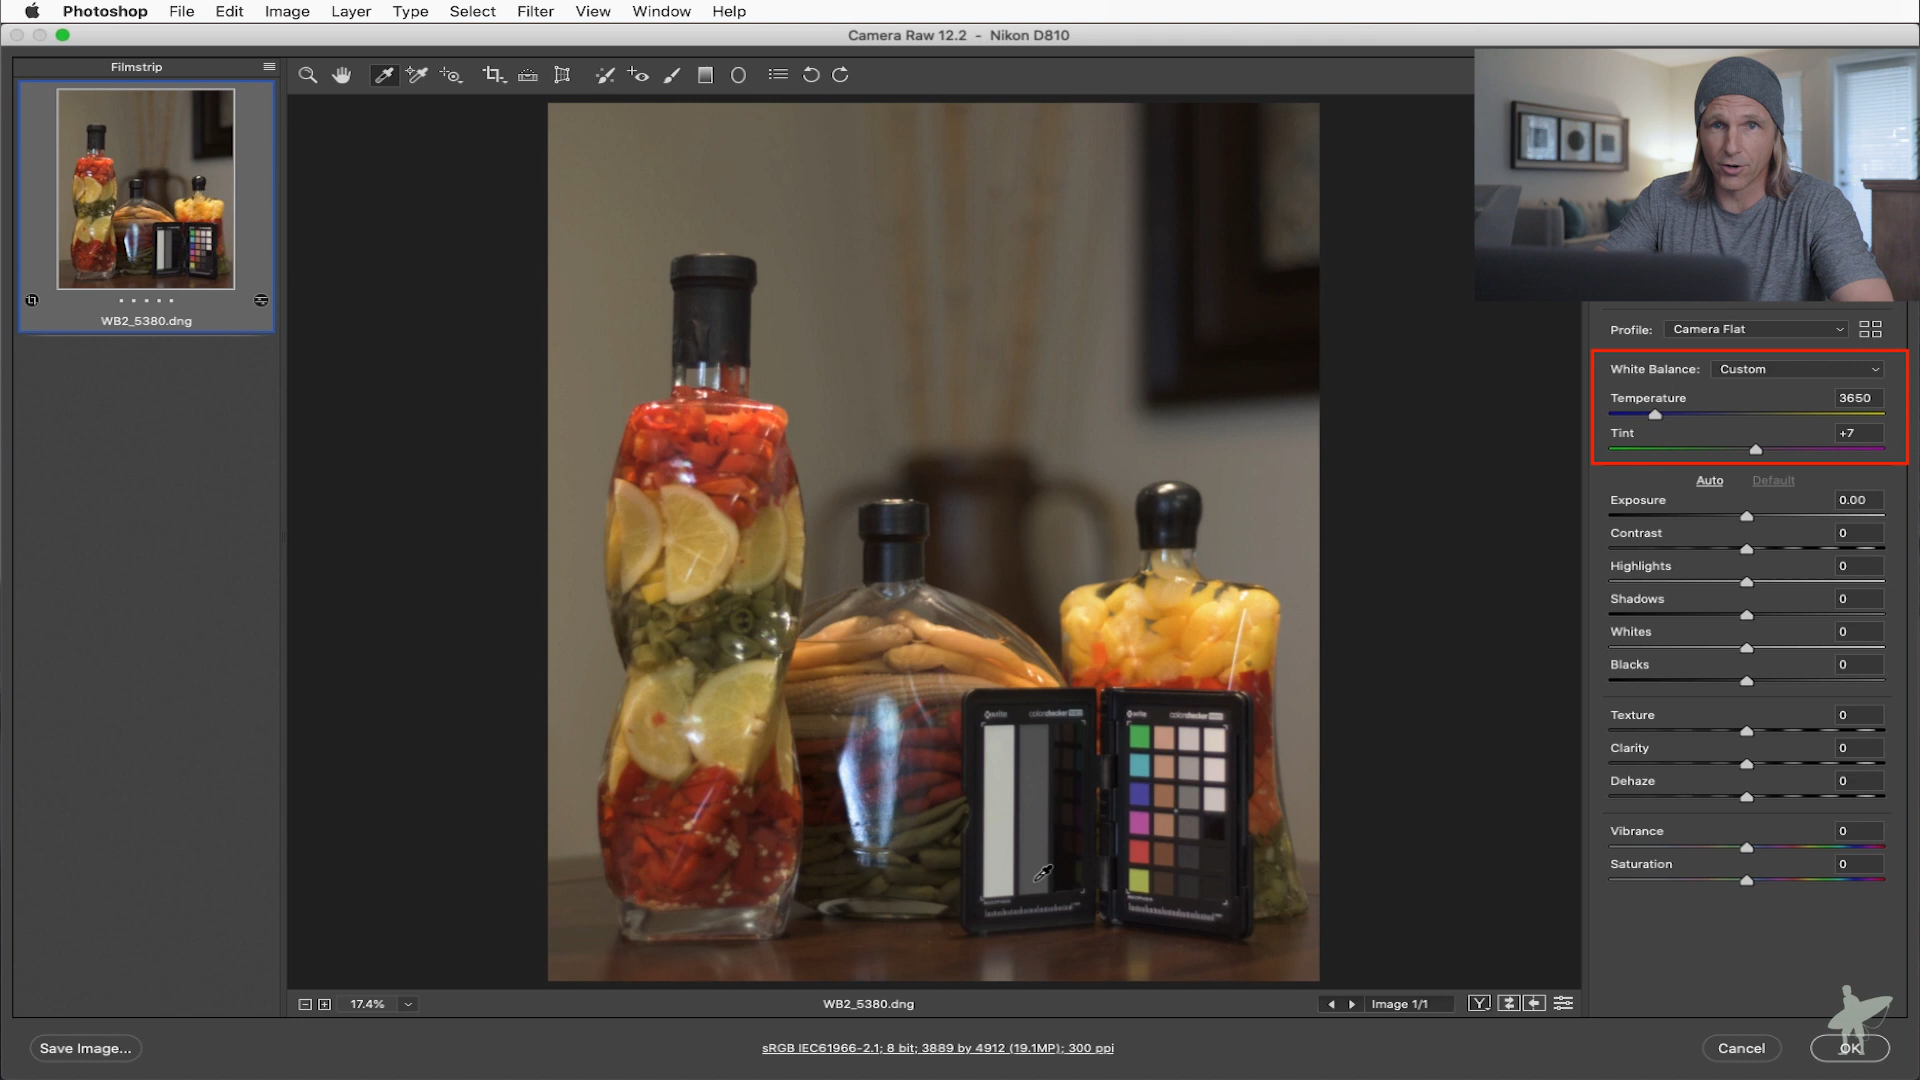 Photoshop File Edit Image Layer Type Select Filter View Window Help
Camera Raw 12.2 - Nikon D810
Filmstrip
WB2_5380.dng
Profile: Camera Flat
White Balance: Custom
Temperature 3650
Tint +7
Auto Default
Exposure 0.00
Contrast 0
Highlights 0
Shadows 0
Whites 0
Blacks 0
Texture 0
Clarity 0
Dehaze 0
Vibrance 0
Saturation 0
x-rite colorchecker
x-rite colorchecker
17.4% WB2_5380.dng Image 1/1 Y
Save Image... sRGB IEC61966-2.1; 8 bit; 3889 by 4912 (19.1MP); 300 ppi Cancel OK